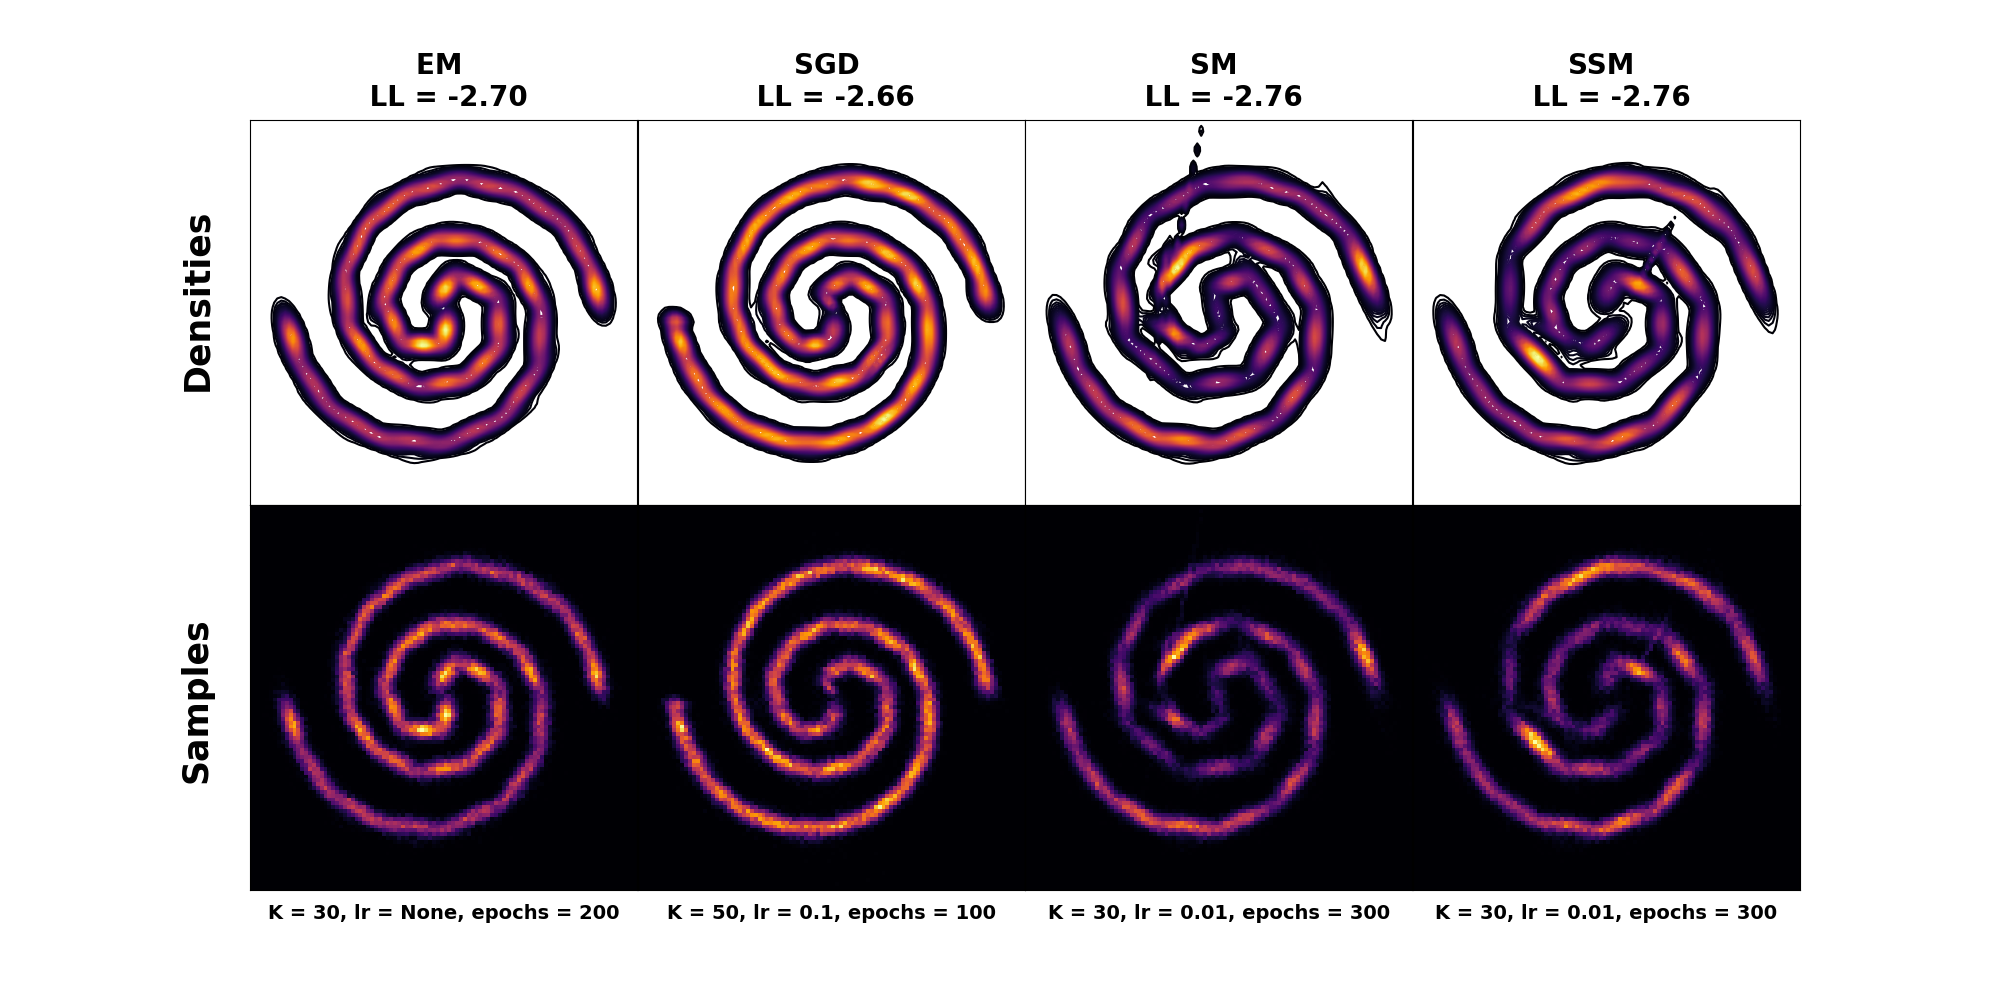 EM
LL = -2.70
SGD
LL = -2.66
SM
LL = -2.76
SSM
LL = -2.76
Densities
Samples
K = 30, lr = None, epochs = 200
K = 50, lr = 0.1, epochs = 100
K = 30, lr = 0.01, epochs = 300
K = 30, lr = 0.01, epochs = 300